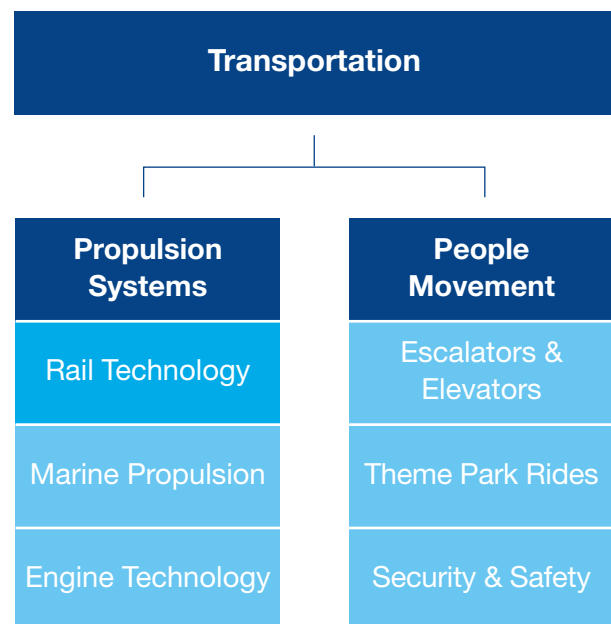 Transportation
Propulsion
Systems
Rail Technology
Marine Propulsion
Engine Technology
People
Movement
Escalators &
Elevators
Theme Park Rides
Security & Safety